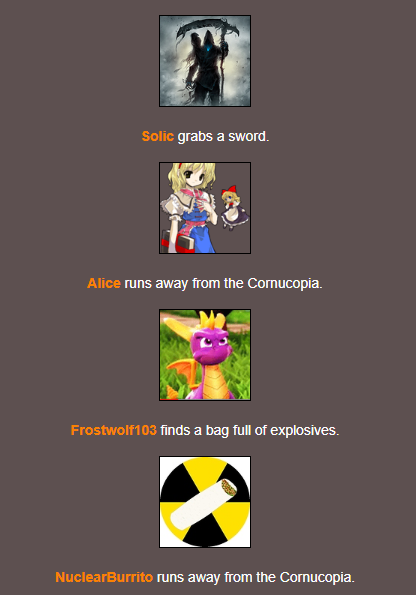 Solic grabs a sword.
Alice runs away from the Cornucopia.
Frostwolf103 finds a bag full of explosives.
NuclearBurrito runs away from the Cornucopia.